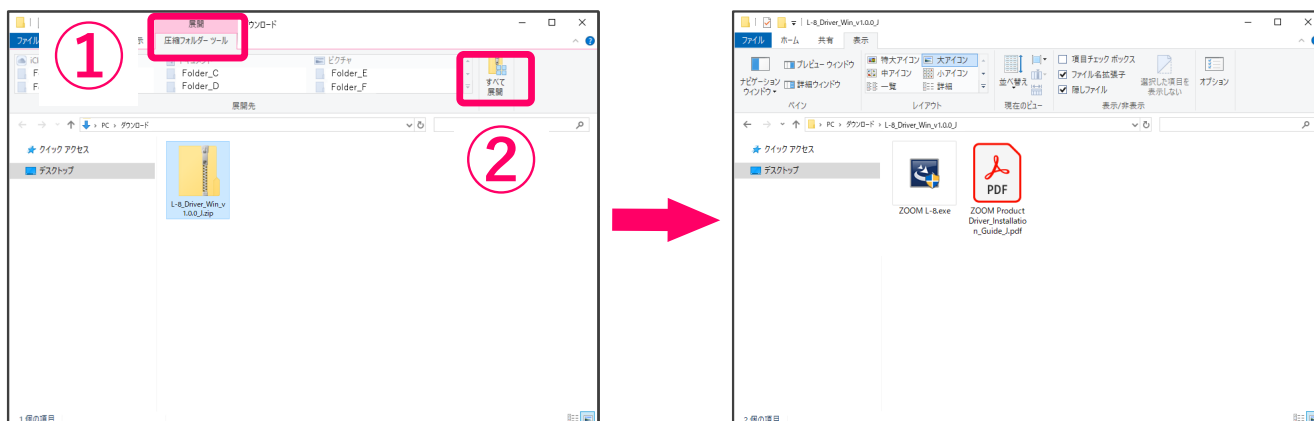 ①
展開
ウンロード
ファイル
示
圧縮フォルダー ツール
ピクチャ
Folder_C
Folder_E
Folder_D
Folder_F
すべて
展開
展開先
PC › ダウンロード
②
クイック アクセス
デスクトップ
L-8_Driver_Win_v
1.0.0_J.zip
1 個の項目
L-8_Driver_Win_v1.0.0_J
ファイル ホーム 共有 表示
ナビゲーション
ウィンドウ
プレビュー ウィンドウ
詳細ウィンドウ
特大アイコン 大アイコン
中アイコン 小アイコン
一覧 詳細
並べ替え
項目チェック ボックス
ファイル名拡張子
隠しファイル
選択した項目を
表示しない
オプション
ペイン レイアウト 現在のビュー 表示/非表示
PC › ダウンロード › L-8_Driver_Win_v1.0.0_J
クイック アクセス
デスクトップ
ZOOM L-8.exe
PDF
ZOOM Product
Driver_Installatio
n_Guide_J.pdf
2 個の項目